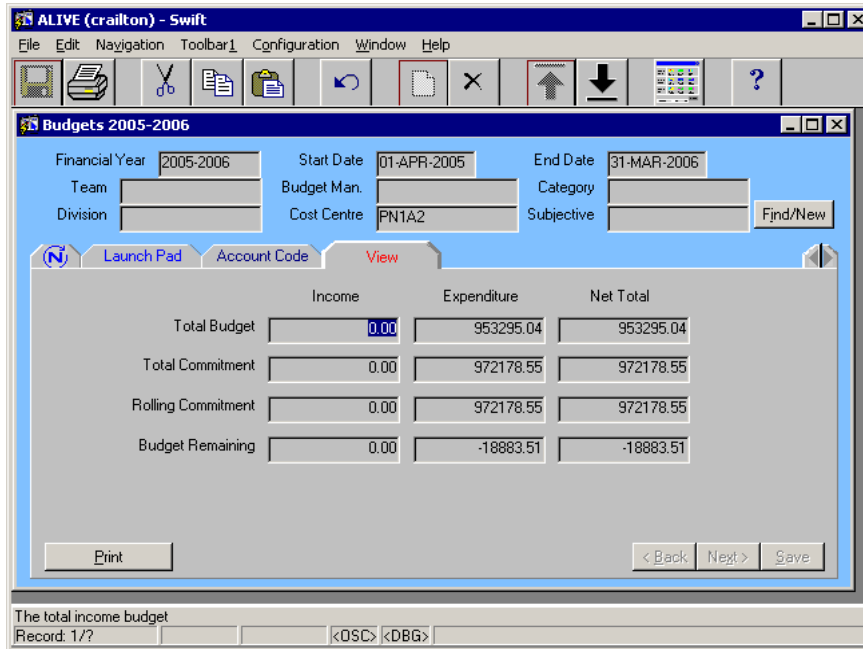 ALIVE (crailton) - Swift
File Edit Navigation Toolbar1 Configuration Window Help
?
Budgets 2005-2006
Financial Year 2005-2006 Start Date 01-APR-2005 End Date 31-MAR-2006
Team Budget Man. Category
Division Cost Centre PN1A2 Subjective Find/New
N Launch Pad Account Code View
Income Expenditure Net Total
Total Budget 0.00 953295.04 953295.04
Total Commitment 0.00 972178.55 972178.55
Rolling Commitment 0.00 972178.55 972178.55
Budget Remaining 0.00 -18883.51 -18883.51
Print < Back Next > Save
The total income budget
Record: 1/? <OSC> <DBG>